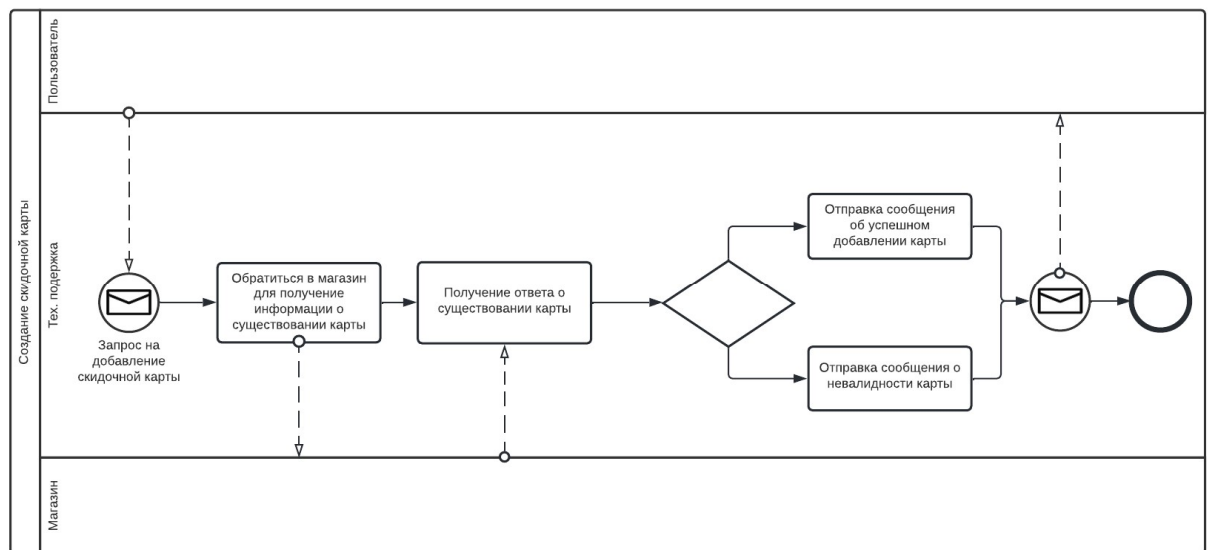 Создание скидочной карты
Пользователь
Тех. подержка
Магазин
Запрос на
добавление
скидочной карты
Обратиться в магазин
для получение
информации о
существовании карты
Получение ответа о
существовании карты
Отправка сообщения
об успешном
добавлении карты
Отправка сообщения о
невалидности карты